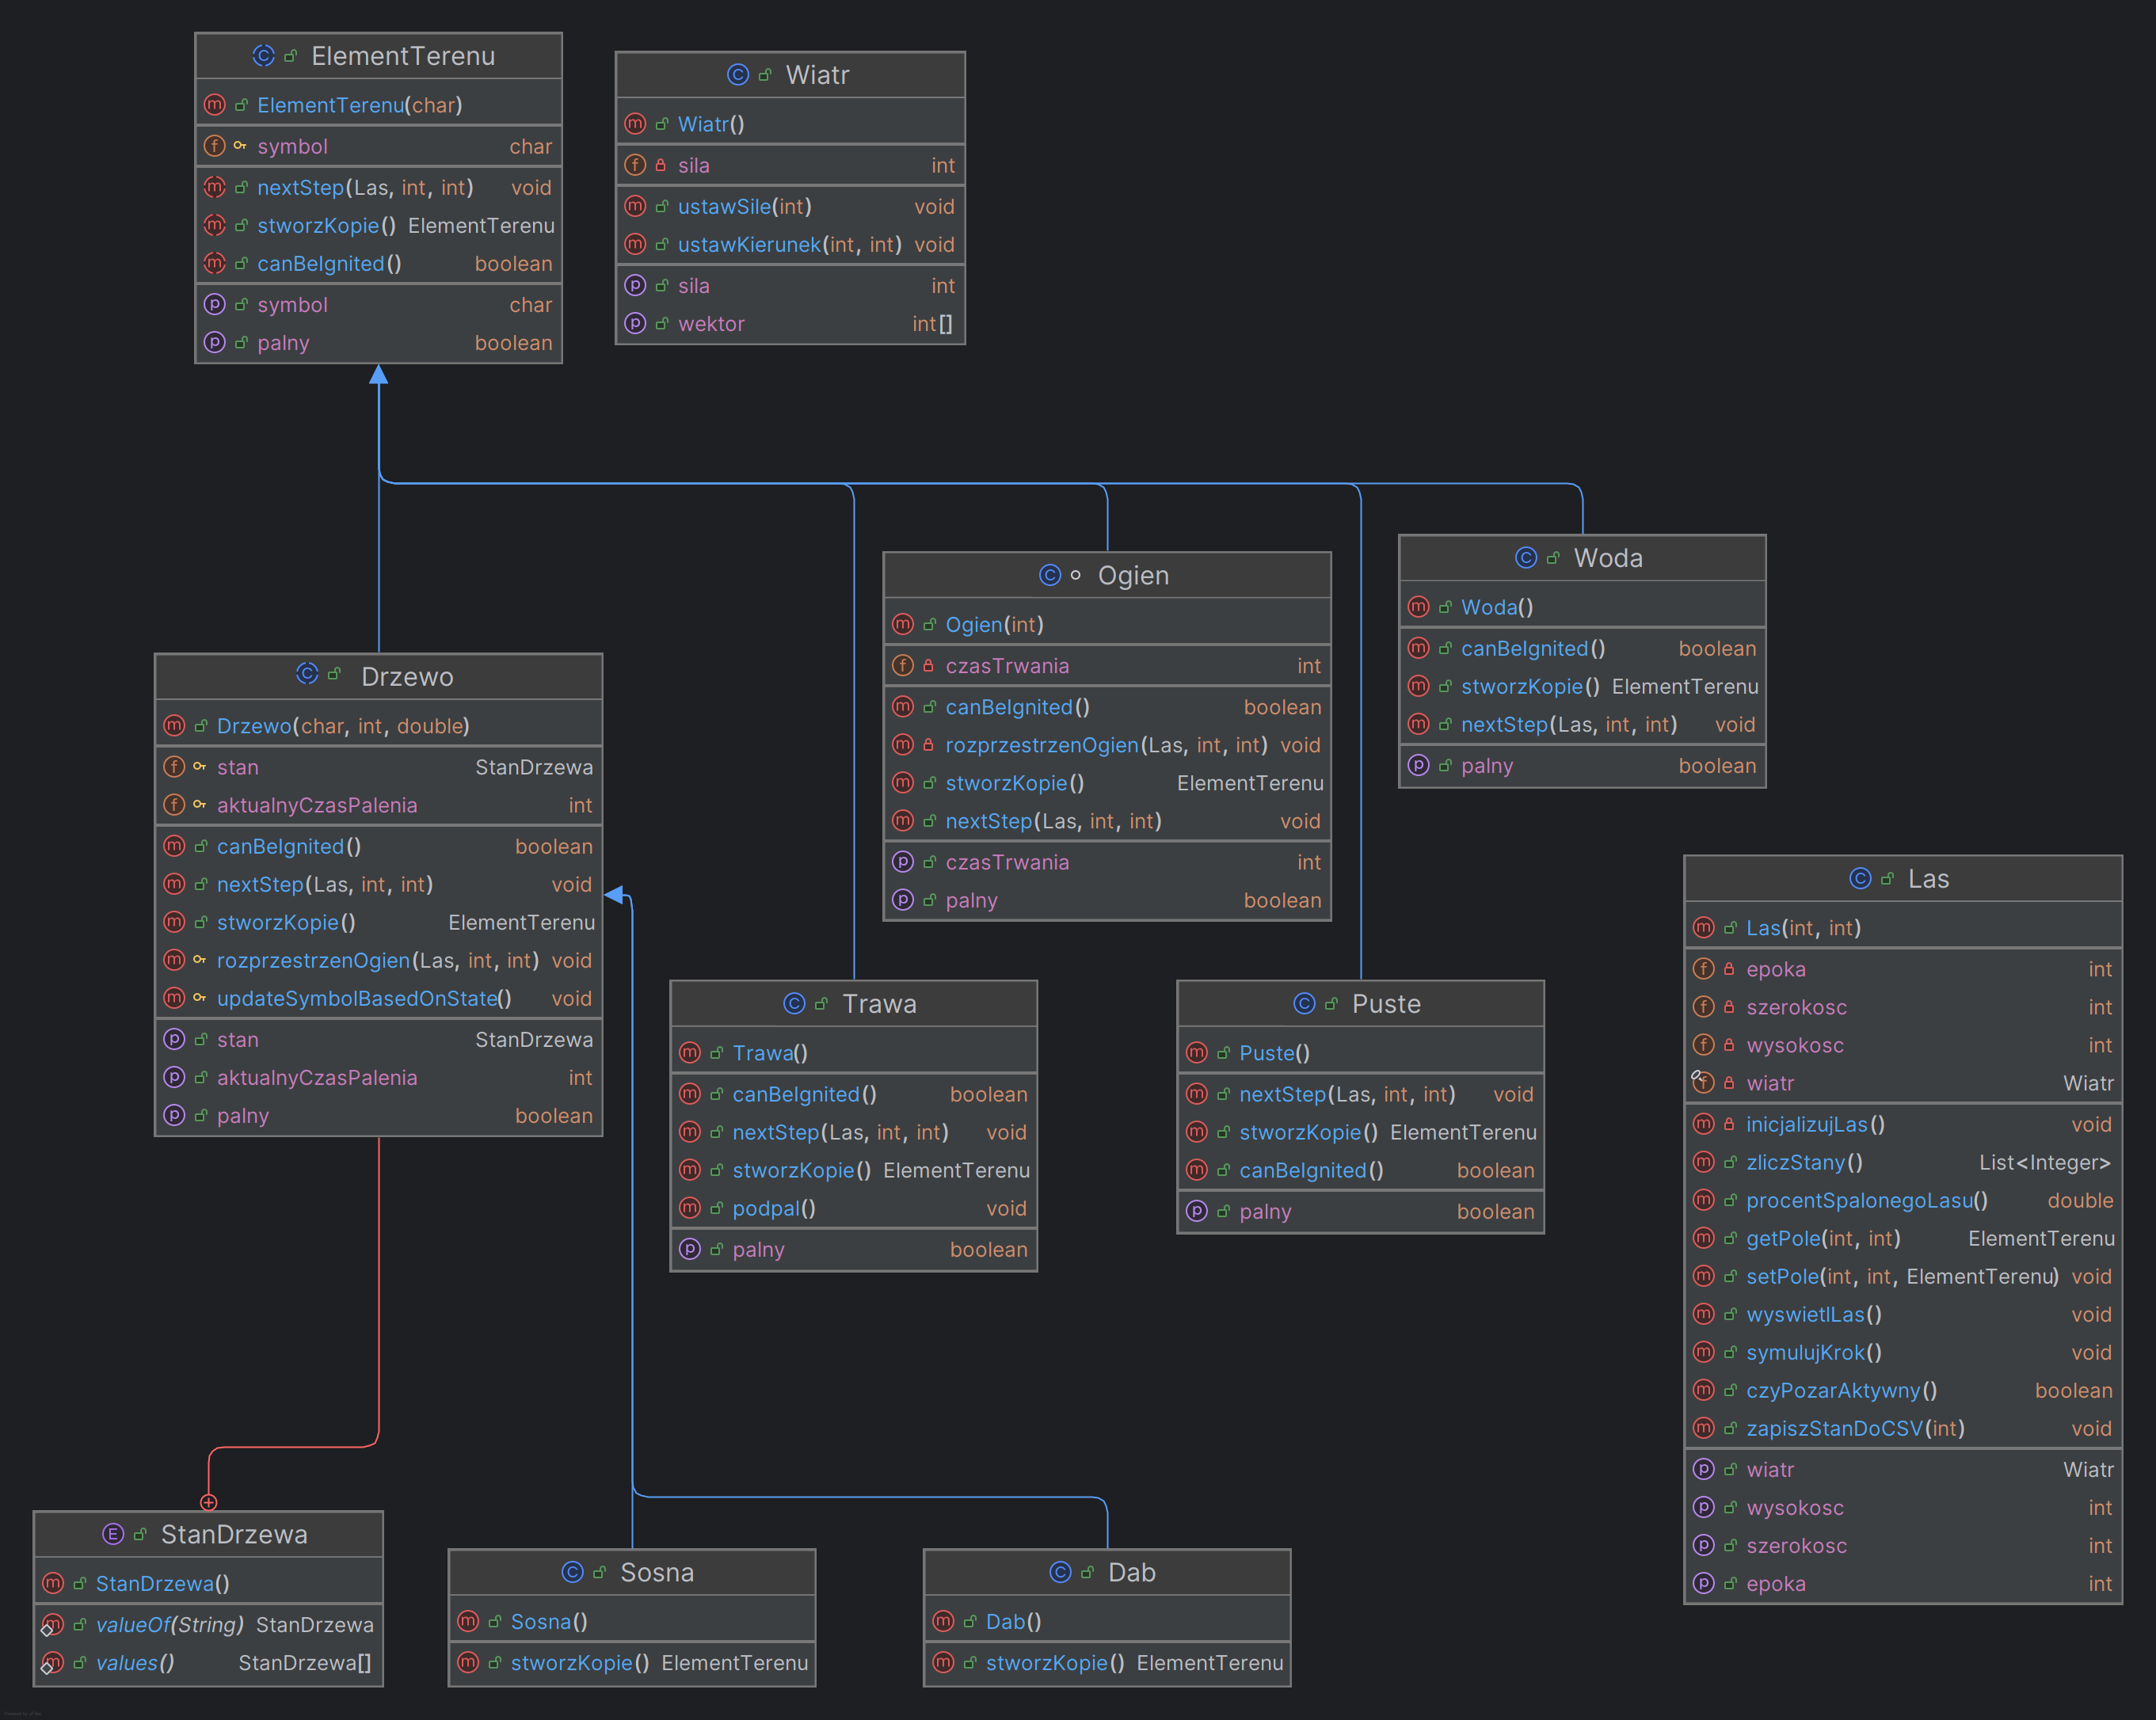 ElementTerenu
ElementTerenu(char)
symbol char
nextStep(Las, int, int) void
stworzKopie() ElementTerenu
canBeIgnited() boolean
symbol char
palny boolean
Wiatr
Wiatr()
sila int
ustawSile(int) void
ustawKierunek(int, int) void
sila int
wektor int[]
Ogien
Ogien(int)
czasTrwania int
canBeIgnited() boolean
rozprzestrzenOgien(Las, int, int) void
stworzKopie() ElementTerenu
nextStep(Las, int, int) void
czasTrwania int
palny boolean
Woda
Woda()
canBeIgnited() boolean
stworzKopie() ElementTerenu
nextStep(Las, int, int) void
palny boolean
Drzewo
Drzewo(char, int, double)
stan StanDrzewa
aktualnyCzasPalenia int
canBeIgnited() boolean
nextStep(Las, int, int) void
stworzKopie() ElementTerenu
rozprzestrzenOgien(Las, int, int) void
updateSymbolBasedOnState() void
stan StanDrzewa
aktualnyCzasPalenia int
palny boolean
Trawa
Trawa()
canBeIgnited() boolean
nextStep(Las, int, int) void
stworzKopie() ElementTerenu
podpal() void
palny boolean
Puste
Puste()
nextStep(Las, int, int) void
stworzKopie() ElementTerenu
canBeIgnited() boolean
palny boolean
Las
Las(int, int)
epoka int
szerokosc int
wysokosc int
wiatr Wiatr
inicjalizujLas() void
zliczStany() List<Integer>
procentSpalonegoLasu() double
getPole(int, int) ElementTerenu
setPole(int, int, ElementTerenu) void
wyswietlLas() void
symulujKrok() void
czyPozarAktywny() boolean
zapiszStanDoCSV(int) void
wiatr Wiatr
wysokosc int
szerokosc int
epoka int
StanDrzewa
StanDrzewa()
valueOf(String) StanDrzewa
values() StanDrzewa[]
Sosna
Sosna()
stworzKopie() ElementTerenu
Dab
Dab()
stworzKopie() ElementTerenu